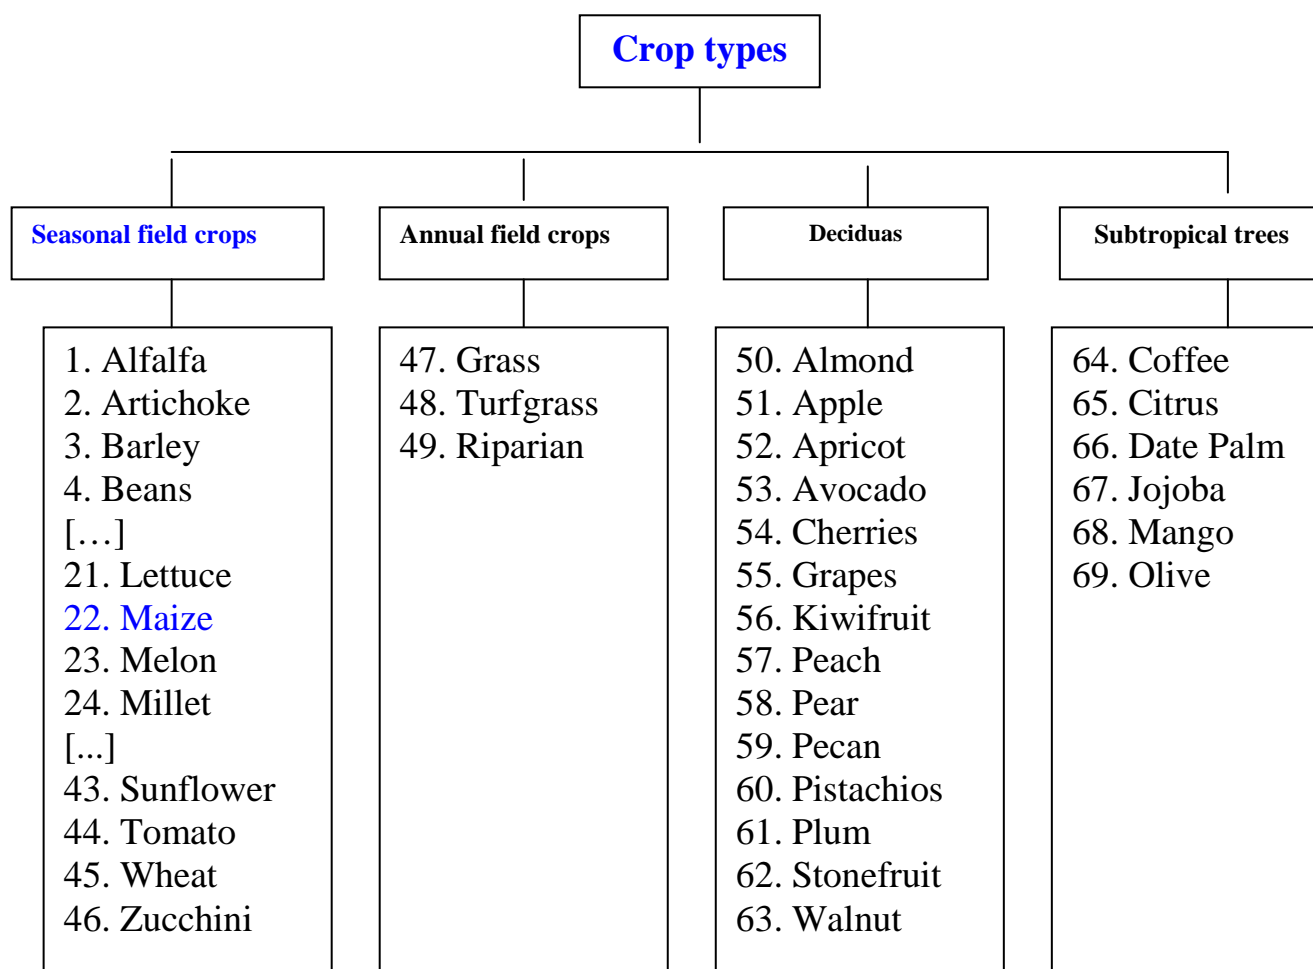 Crop types
Seasonal field crops
Annual field crops
Deciduas
Subtropical trees
1. Alfalfa
2. Artichoke
3. Barley
4. Beans
[…]
21. Lettuce
22. Maize
23. Melon
24. Millet
[...]
43. Sunflower
44. Tomato
45. Wheat
46. Zucchini
47. Grass
48. Turfgrass
49. Riparian
50. Almond
51. Apple
52. Apricot
53. Avocado
54. Cherries
55. Grapes
56. Kiwifruit
57. Peach
58. Pear
59. Pecan
60. Pistachios
61. Plum
62. Stonefruit
63. Walnut
64. Coffee
65. Citrus
66. Date Palm
67. Jojoba
68. Mango
69. Olive